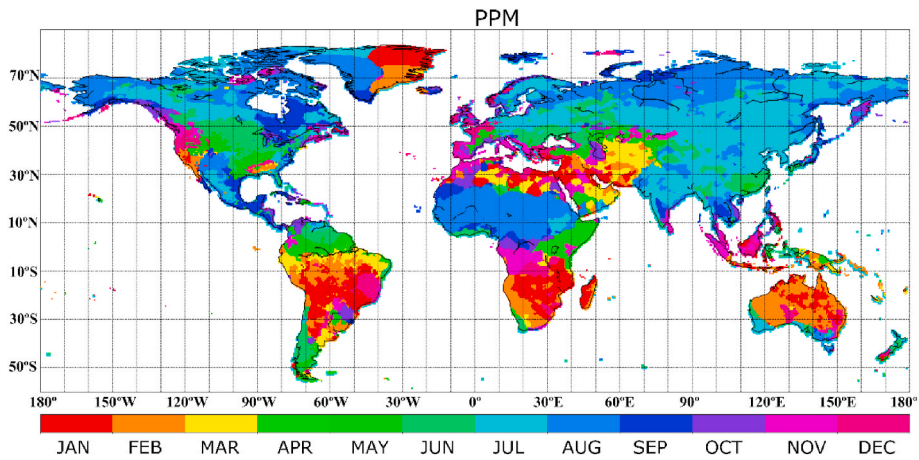 PPM
70°N
50°N
30°N
10°N
10°S
30°S
50°S
180° 150°W 120°W 90°W 60°W 30°W 0° 30°E 60°E 90° 120°E 150°E 180°
JAN FEB MAR APR MAY JUN JUL AUG SEP OCT NOV DEC